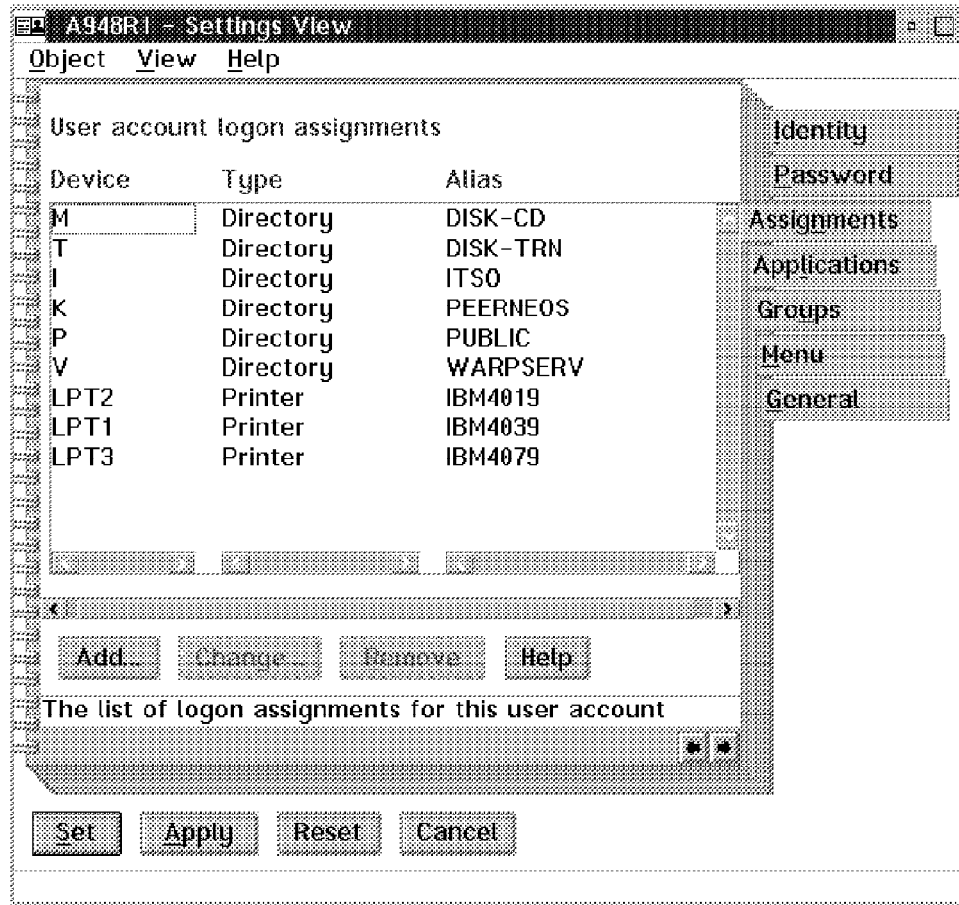 A948R1 - Settings View
Object View Help
User account logon assignments
Device Type Alias
M Directory DISK-CD
T Directory DISK-TRN
I Directory ITSO
K Directory PEERNEOS
P Directory PUBLIC
V Directory WARPSERV
LPT2 Printer IBM4019
LPT1 Printer IBM4039
LPT3 Printer IBM4079
Add... Change... Remove Help
The list of logon assignments for this user account
Identity
Password
Assignments
Applications
Groups
Menu
General
Set Apply Reset Cancel